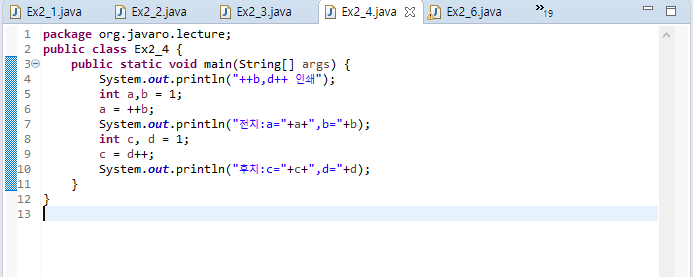 Ex2_1.java Ex2_2.java Ex2_3.java Ex2_4.java Ex2_6.java »19
1 package org.javaro.lecture;
2 public class Ex2_4 {
3 public static void main(String[] args) {
4 System.out.println("++b,d++ 인쇄");
5 int a,b = 1;
6 a = ++b;
7 System.out.println("전치:a="+a+",b="+b);
8 int c, d = 1;
9 c = d++;
10 System.out.println("후치:c="+c+",d="+d);
11 }
12 }
13